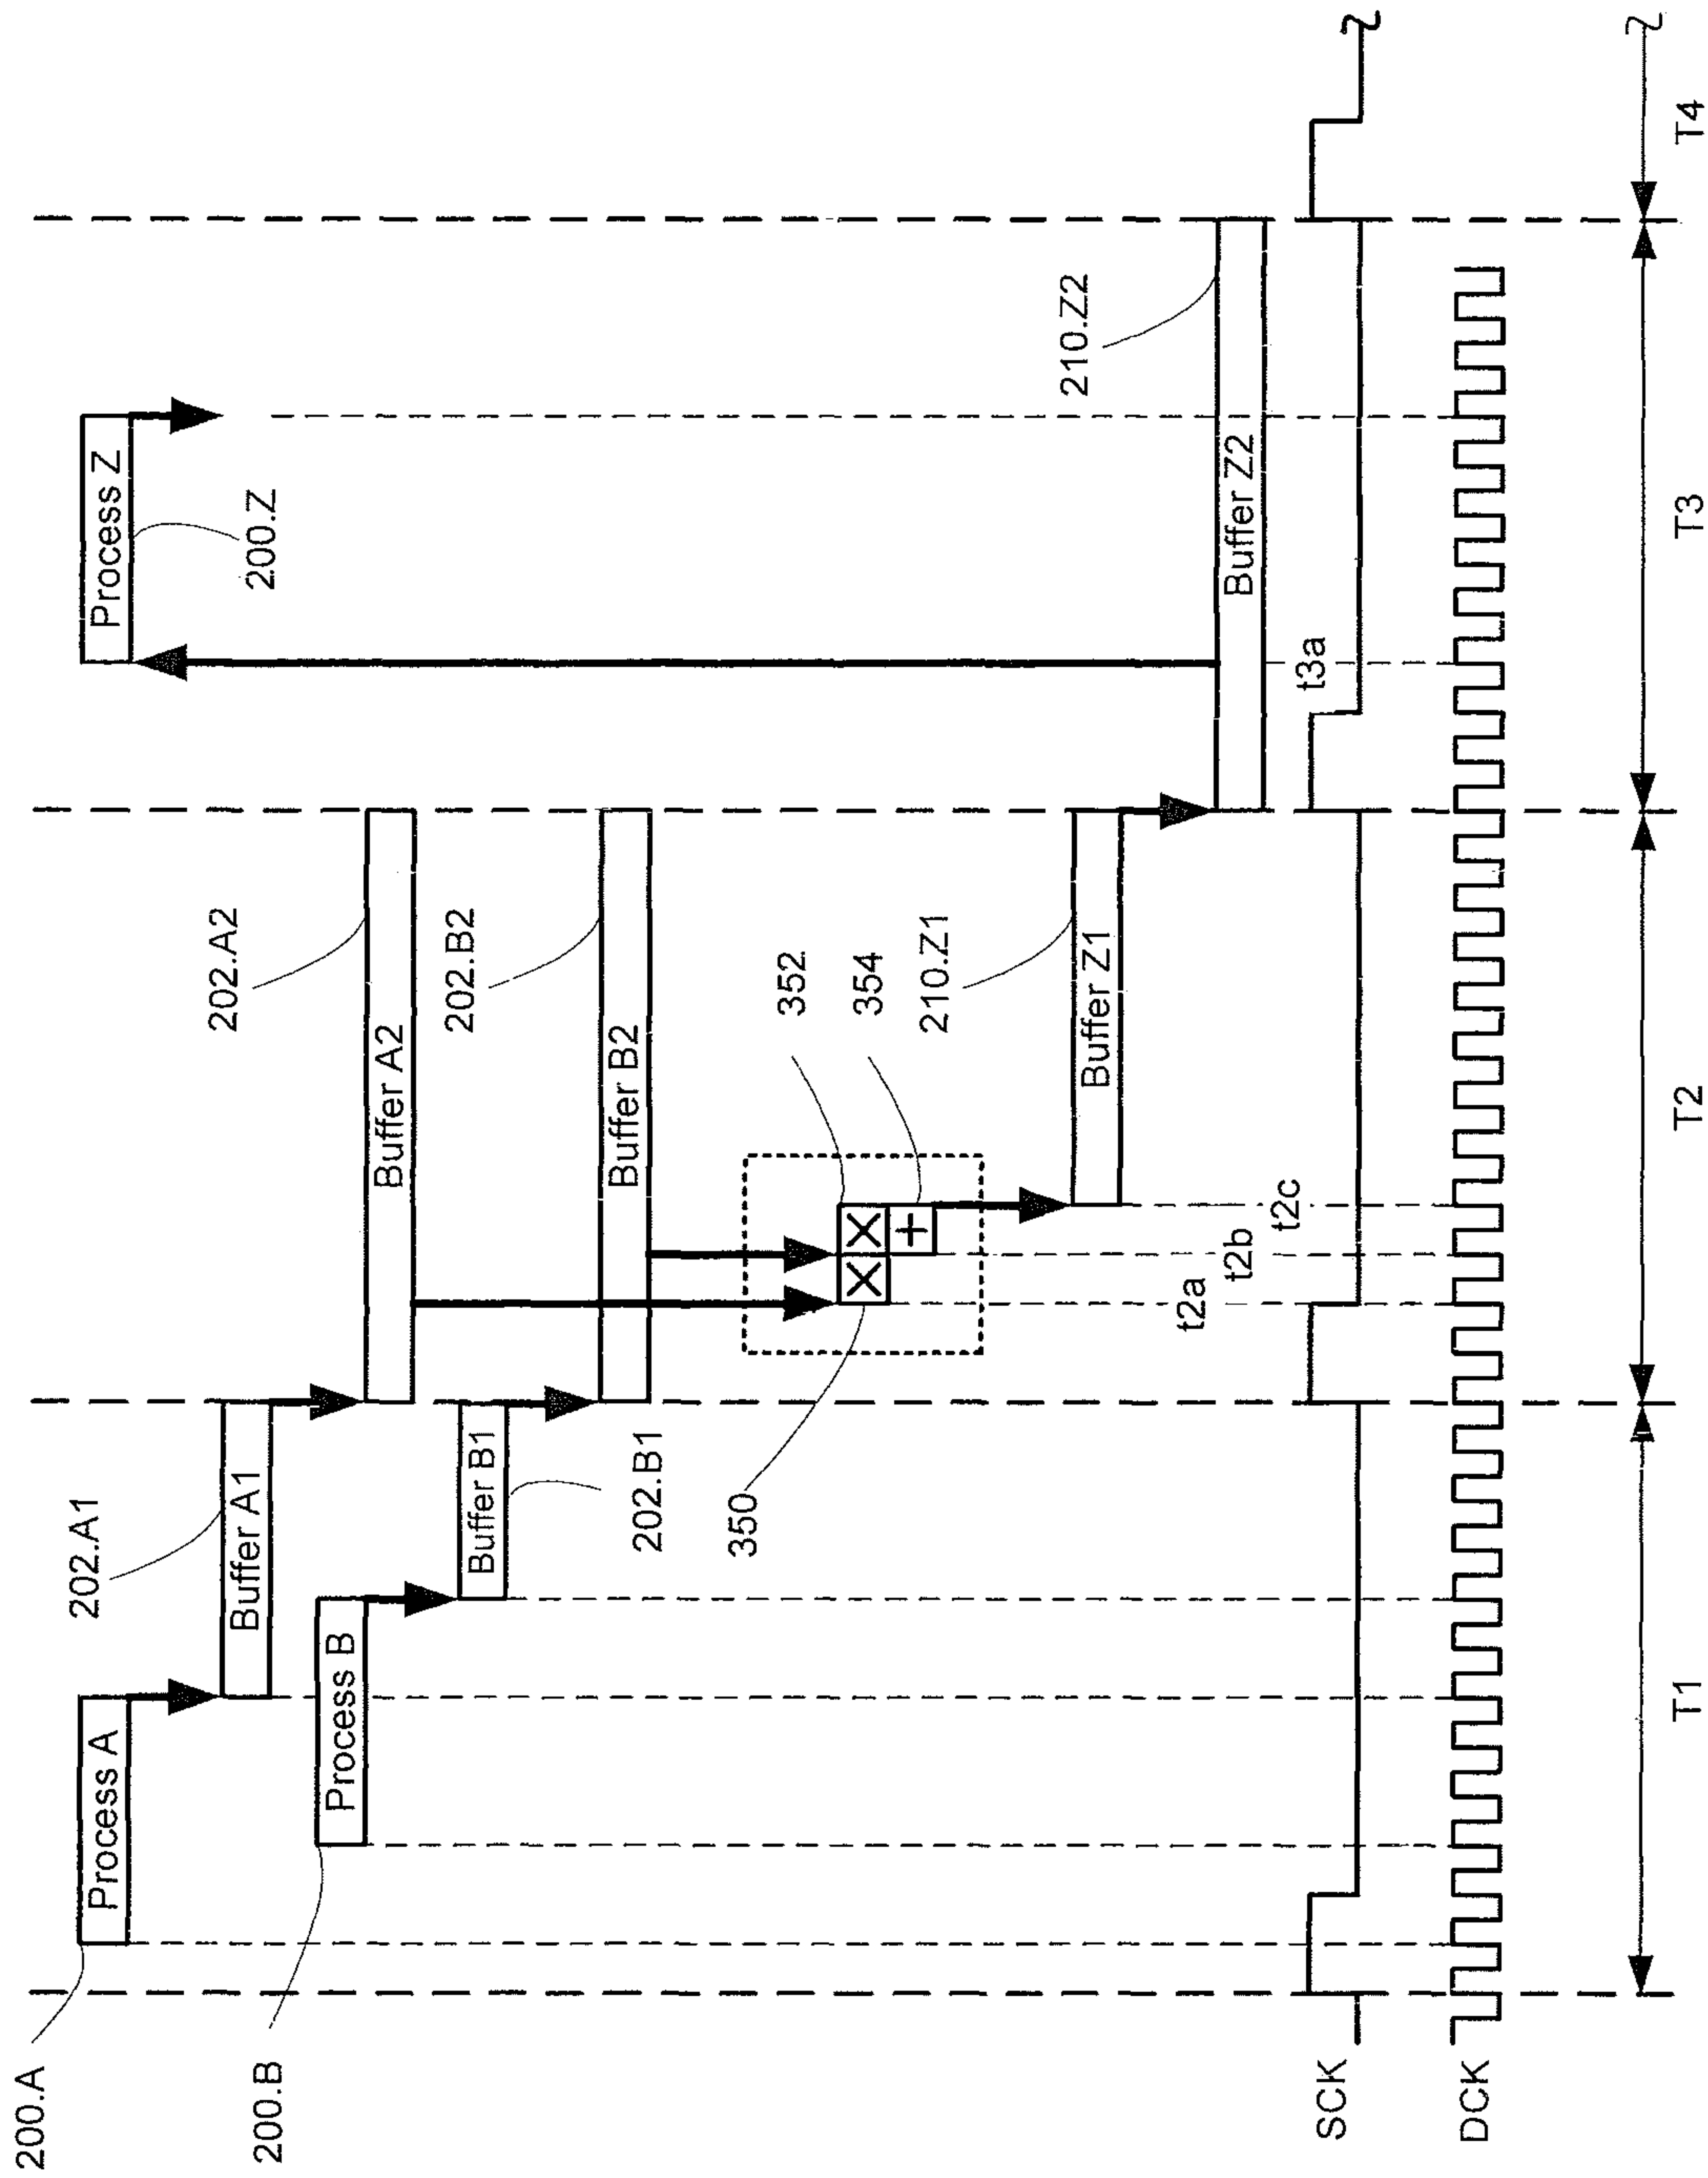 200.A
Process A
202.A1
Buffer A1
200.B
Process B
Buffer B1
202.B1
202.A2
Buffer A2
202.B2
Buffer B2
350
X
X
+
352
354
210.Z1
Buffer Z1
t2a
t2b
t2c
Process Z
200.Z
210.Z2
Buffer Z2
t3a
SCK
DCK
T1
T2
T3
T4